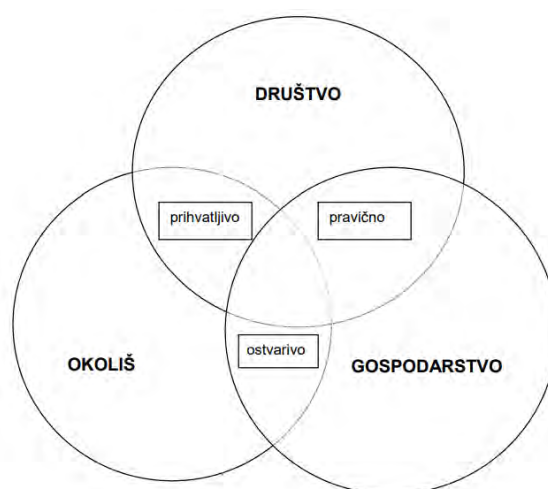 DRUŠTVO
prihvatljivo
pravično
ostvarivo
OKOLIŠ
GOSPODARSTVO